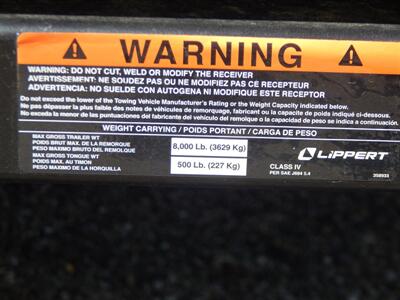 WARNING
WARNING: DO NOT CUT, WELD OR MODIFY THE RECEIVER
AVERTISSEMENT: NE SOUDEZ PAS OU NE MODIFIEZ PAS CE RECEPTEUR
ADVERTENCIA: NO SUELDE CON AUTOGENA NI MODIFIQUE ESTE RECEPTOR
Do not exceed the lower of the Towing Vehicle Manufacturer's Rating or the Weight Capacity indicated below.
No dépasser la plus faible des notes du véhicules de remorquage, fabricant ou la capacite de poids indiqué ci-dessous.
No exceda la menor de las puntuaciones del fabricante del vehículo del remolque o la capacidad de peso se indica a continuación.
WEIGHT CARRYING / POIDS PORTANT / CARGA DE PESO
MAX GROSS TRAILER WT
POIDS BRUT MAX. DE LA REMORQUE
PESO MAXIMO BRUTO DEL REMOLQUE
8,000 Lb. (3629 Kg)
MAX GROSS TONGUE WT
POIDS MAX. AU TIMON
PESO MAXIMO DE LA HORQUILLA
500 Lb. (227 Kg)
LIPPERT
CLASS IV
PER SAE J684 5.4
358933